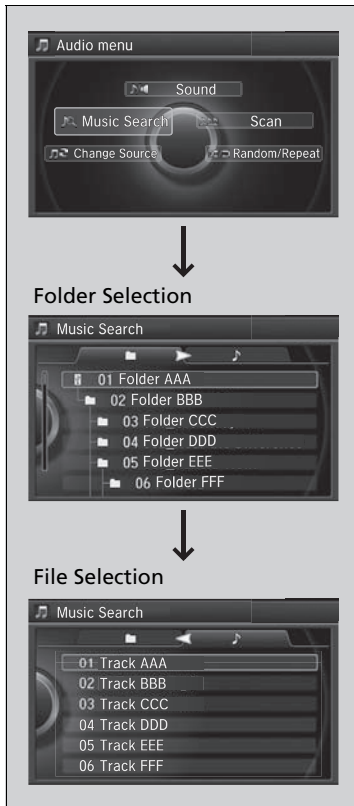 Audio menu
Sound
Music Search
Scan
Change Source
Random/Repeat
Folder Selection
Music Search
01 Folder AAA
02 Folder BBB
03 Folder CCC
04 Folder DDD
05 Folder EEE
06 Folder FFF
File Selection
Music Search
01 Track AAA
02 Track BBB
03 Track CCC
04 Track DDD
05 Track EEE
06 Track FFF